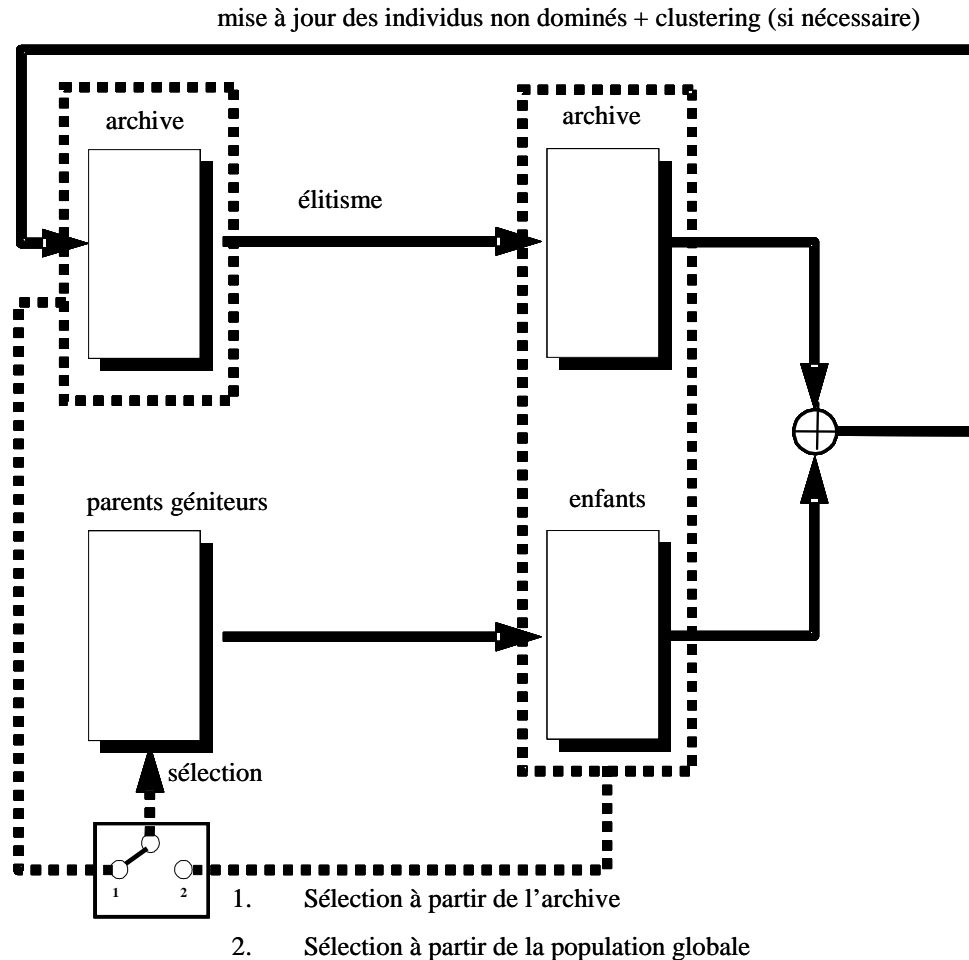 mise à jour des individus non dominés + clustering (si nécessaire)
archive
archive
élitisme
parents géniteurs
enfants
sélection
1
2
1. Sélection à partir de l’archive
2. Sélection à partir de la population globale